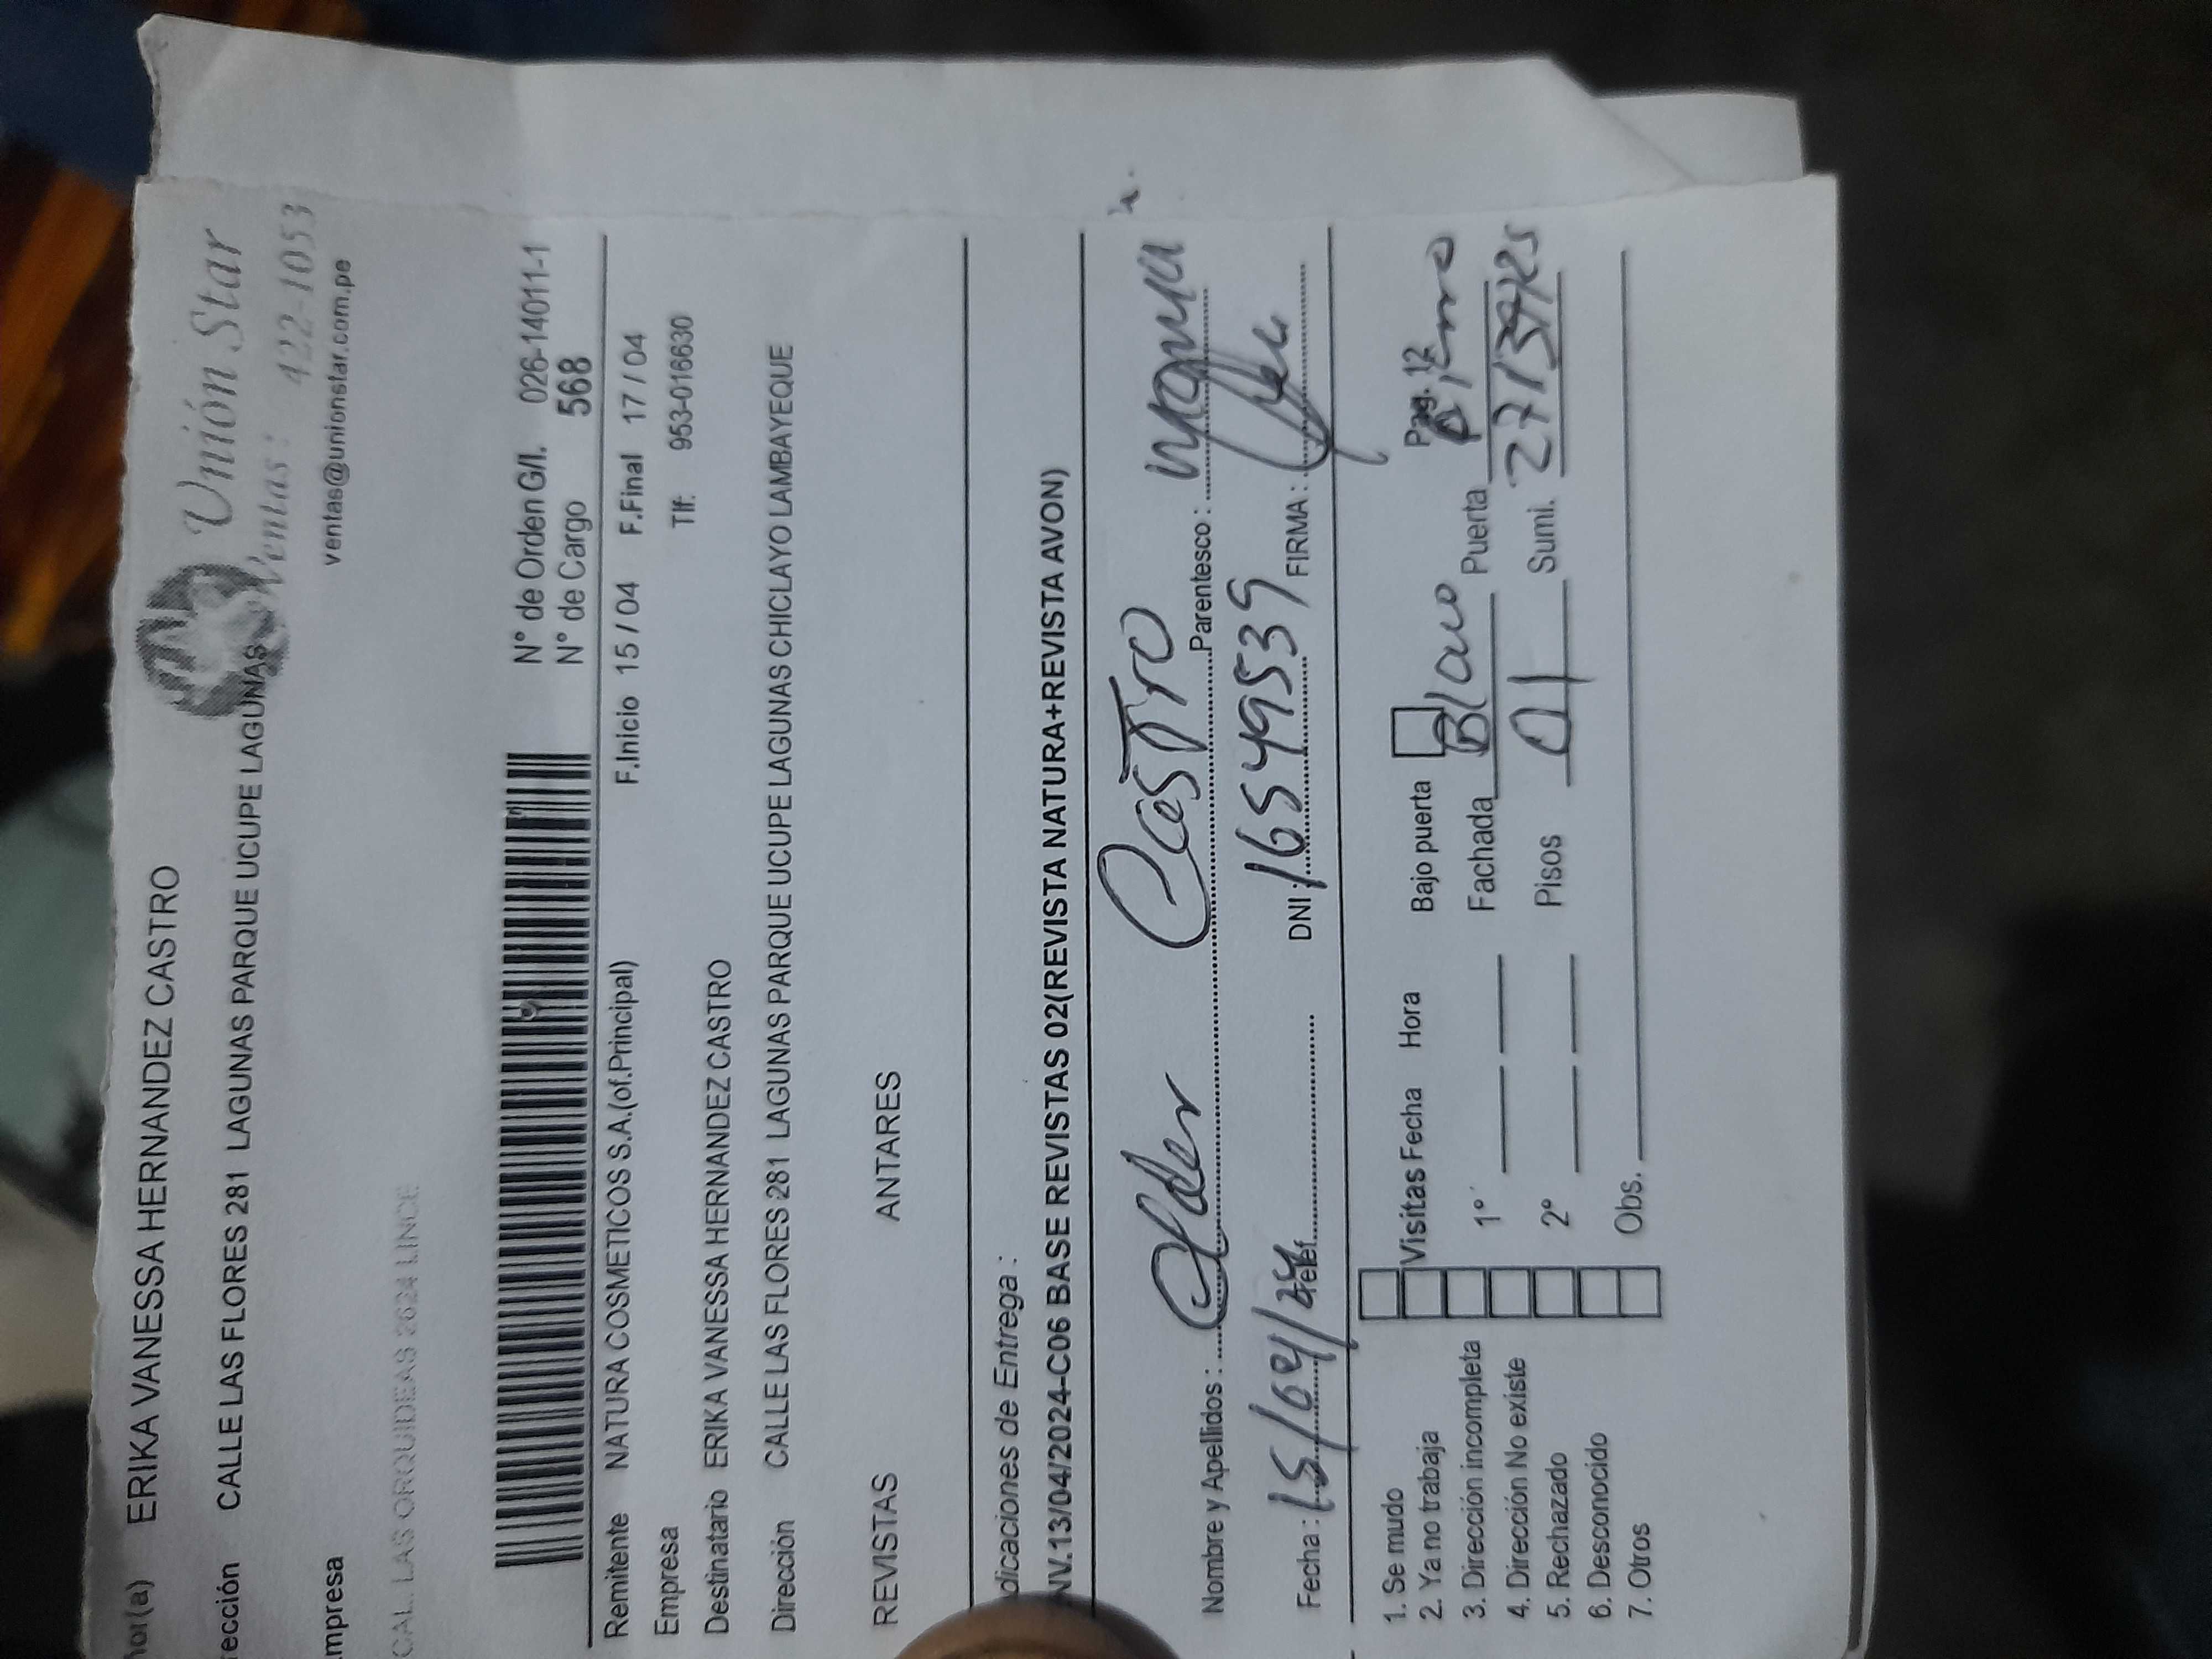 Unión Star
Ventas : 422-1053
ventas@unionstar.com.pe
hor(a) ERIKA VANESSA HERNANDEZ CASTRO
rección CALLE LAS FLORES 281 LAGUNAS PARQUE UCUPE LAGUNAS
mpresa
CAL. LAS ORQUIDEAS 2624 LINCE
N° de Orden G/I. 026-14011-1
N° de Cargo 568
F.Inicio 15 / 04 F.Final 17 / 04
Remitente NATURA COSMETICOS S.A.(of.Principal)
Empresa Tlf: 953-016630
Destinatario ERIKA VANESSA HERNANDEZ CASTRO
Dirección CALLE LAS FLORES 281 LAGUNAS PARQUE UCUPE LAGUNAS CHICLAYO LAMBAYEQUE
REVISTAS ANTARES
dicaciones de Entrega :
NV.13/04/2024-C06 BASE REVISTAS 02(REVISTA NATURA+REVISTA AVON)
Nombre y Apellidos : Castro Parentesco :
Fecha : 15/04/24 Telef. DNI : 16549539 FIRMA :
Pag. 12
1. Se mudo Visitas Fecha Hora Bajo puerta
2. Ya no trabaja
3. Dirección incompleta 1° Fachada Puerta
4. Dirección No existe
5. Rechazado 2° Pisos 01 Sumi.
6. Desconocido
7. Otros Obs.